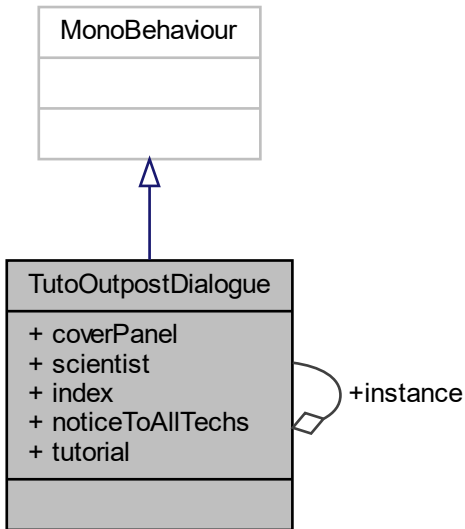 MonoBehaviour
TutoOutpostDialogue
+ coverPanel
+ scientist
+ index
+ noticeToAllTechs
+ tutorial
+instance